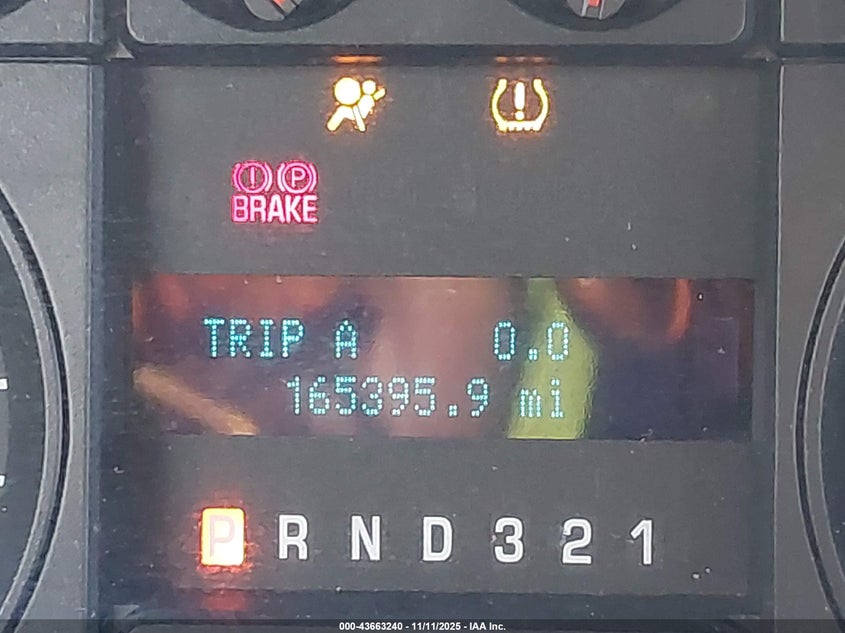 ! P
BRAKE
TRIP A 0.0
165395.9 mi
P R N D 3 2 1
000-43663240 - 11/11/2025 - IAA Inc.